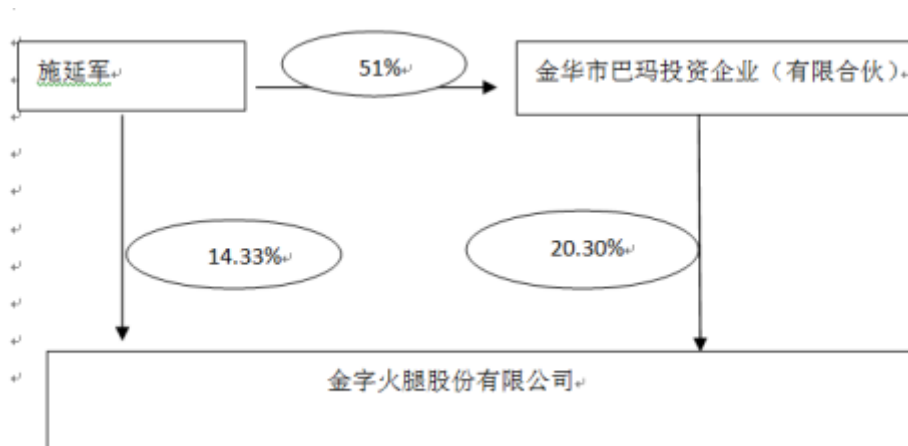 施延军
51%
金华市巴玛投资企业（有限合伙）
14.33%
20.30%
金字火腿股份有限公司